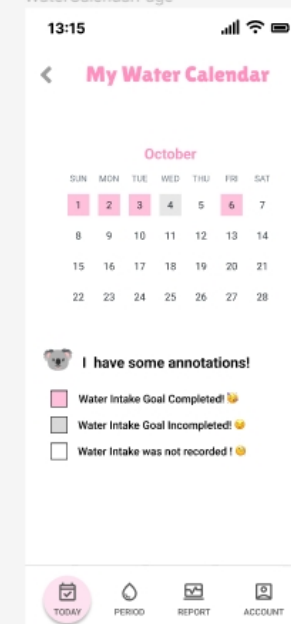 WaterCalendarPage
13:15
My Water Calendar
October
SUN MON TUE WED THU FRI SAT
1 2 3 4 5 6 7
8 9 10 11 12 13 14
15 16 17 18 19 20 21
22 23 24 25 26 27 28
I have some annotations!
Water Intake Goal Completed! 
Water Intake Goal Incompleted! 
Water Intake was not recorded ! 
TODAY PERIOD REPORT ACCOUNT